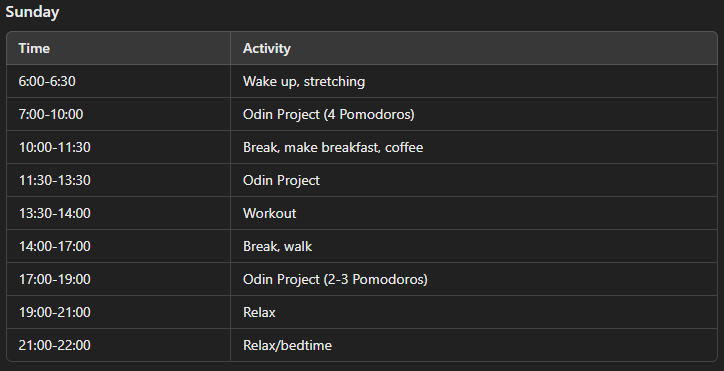 Sunday
Time Activity
6:00-6:30 Wake up, stretching
7:00-10:00 Odin Project (4 Pomodoros)
10:00-11:30 Break, make breakfast, coffee
11:30-13:30 Odin Project
13:30-14:00 Workout
14:00-17:00 Break, walk
17:00-19:00 Odin Project (2-3 Pomodoros)
19:00-21:00 Relax
21:00-22:00 Relax/bedtime